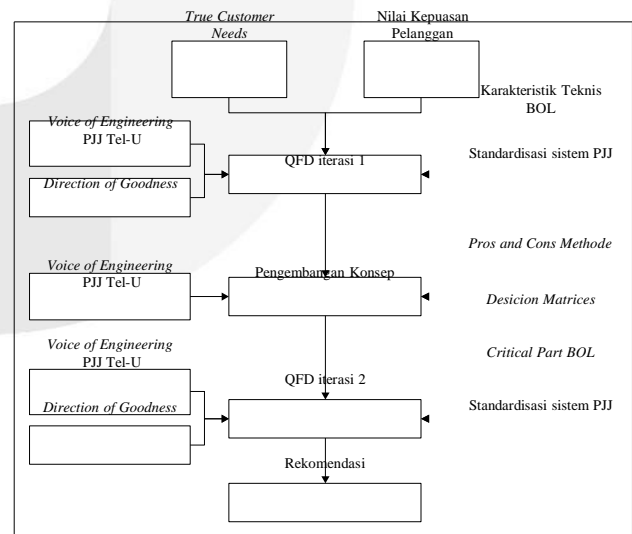 True Customer
Needs
Nilai Kepuasan
Pelanggan
Karakteristik Teknis
BOL
Voice of Engineering
PJJ Tel-U
QFD iterasi 1
Standardisasi sistem PJJ
Direction of Goodness
Pros and Cons Methode
Voice of Engineering
PJJ Tel-U
Pengembangan Konsep
Desicion Matrices
Voice of Engineering
PJJ Tel-U
Critical Part BOL
QFD iterasi 2
Direction of Goodness
Standardisasi sistem PJJ
Rekomendasi